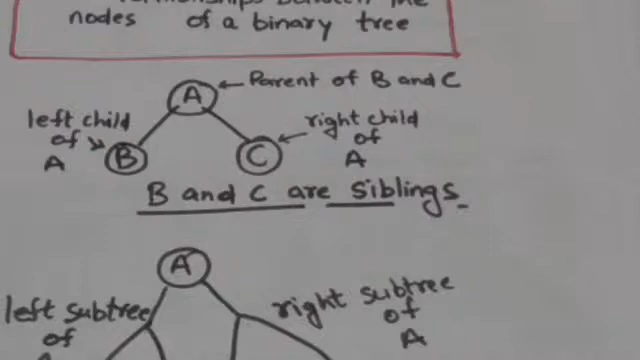 nodes of a binary tree
A
Parent of B and C
left child
of
A
B
C
right child
of
A
B and C are siblings
A
left subtree
of
right subtree
of
A